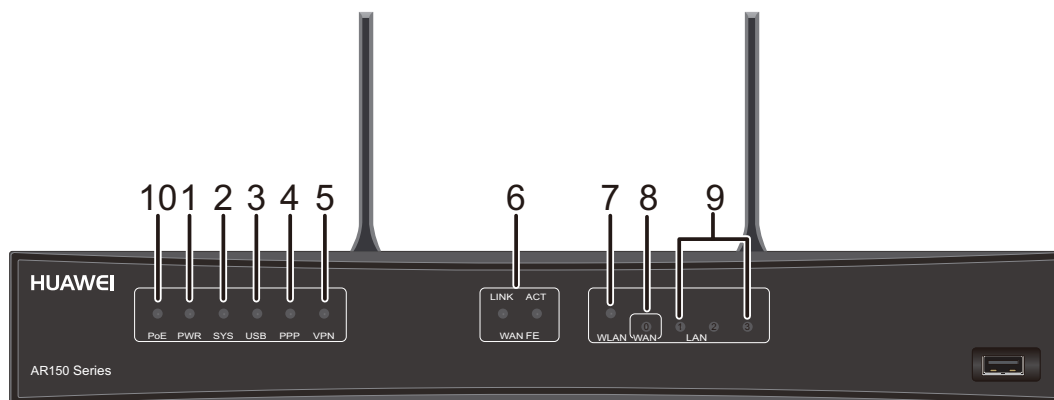 10 1 2 3 4 5 6 7 8 9
HUAWEI
LINK ACT
PoE PWR SYS USB PPP VPN
WAN FE
0 1 2 3
WLAN WAN LAN
AR150 Series